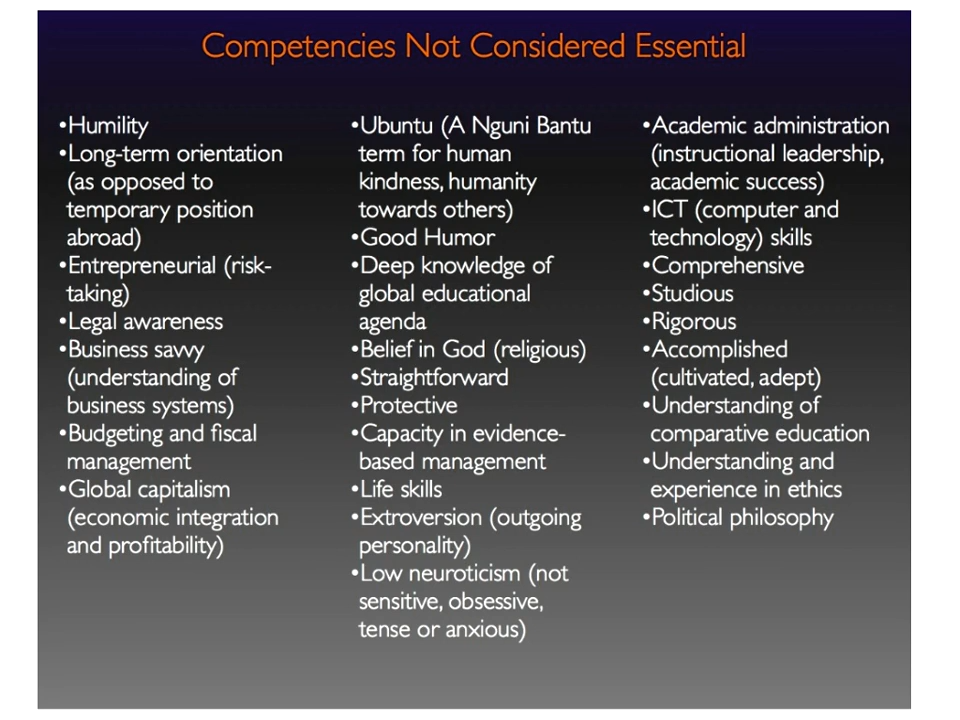 Competencies Not Considered Essential
•Humility
•Long-term orientation
(as opposed to
temporary position
abroad)
•Entrepreneurial (risk-
taking)
•Legal awareness
•Business savvy
(understanding of
business systems)
•Budgeting and fiscal
management
•Global capitalism
(economic integration
and profitability)
•Ubuntu (A Nguni Bantu
term for human
kindness, humanity
towards others)
•Good Humor
•Deep knowledge of
global educational
agenda
•Belief in God (religious)
•Straightforward
•Protective
•Capacity in evidence-
based management
•Life skills
•Extroversion (outgoing
personality)
•Low neuroticism (not
sensitive, obsessive,
tense or anxious)
•Academic administration
(instructional leadership,
academic success)
•ICT (computer and
technology) skills
•Comprehensive
•Studious
•Rigorous
•Accomplished
(cultivated, adept)
•Understanding of
comparative education
•Understanding and
experience in ethics
•Political philosophy